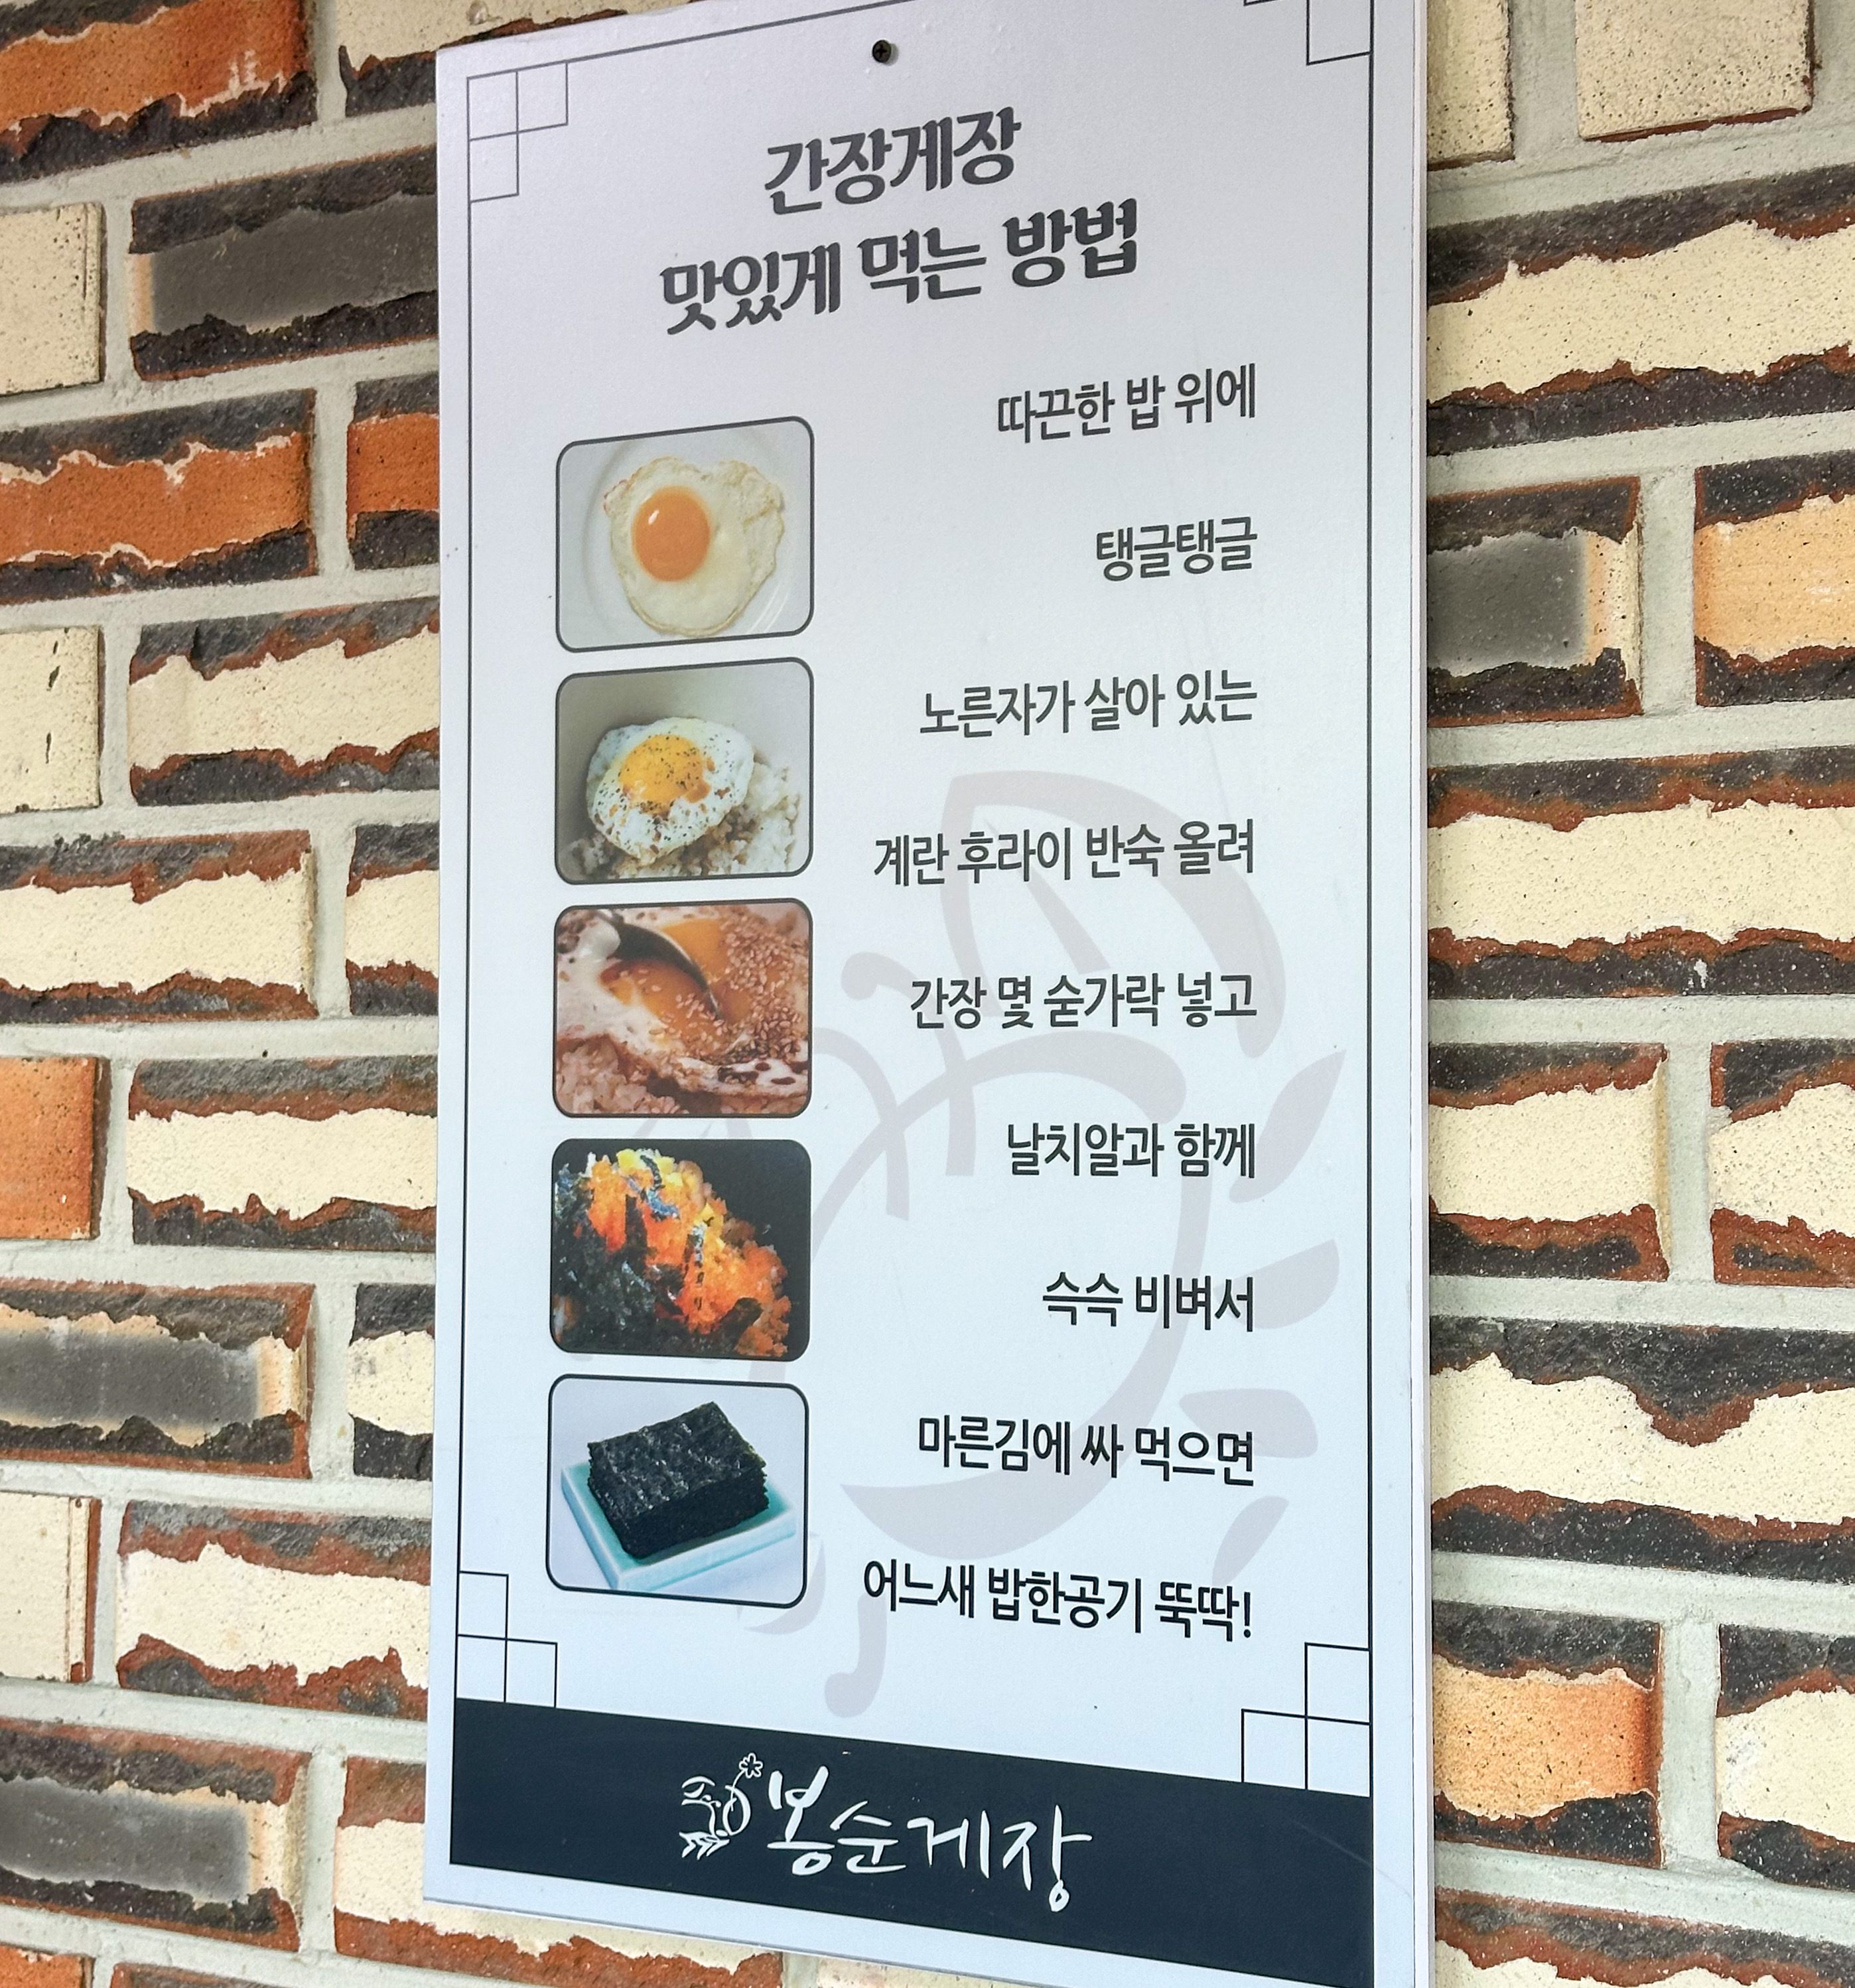 간장게장
맛있게 먹는 방법
따끈한 밥 위에
탱글탱글
노른자가 살아 있는
계란 후라이 반숙 올려
간장 몇 숟가락 넣고
날치알과 함께
슥슥 비벼서
마른김에 싸 먹으면
어느새 밥한공기 뚝딱!
봉순게장